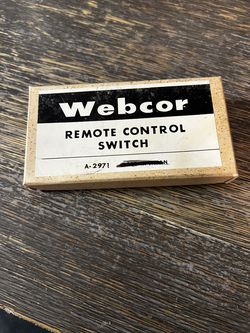 Webcor
REMOTE CONTROL
SWITCH
A-2971